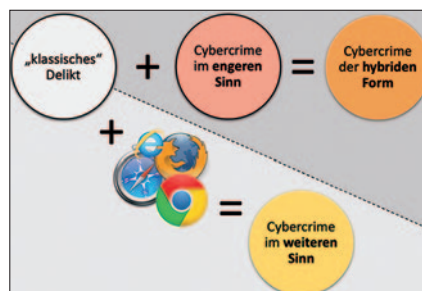 „klassisches“
Delikt
+
Cybercrime
im engeren
Sinn
=
Cybercrime
der hybriden
Form
+
=
Cybercrime
im weiteren
Sinn